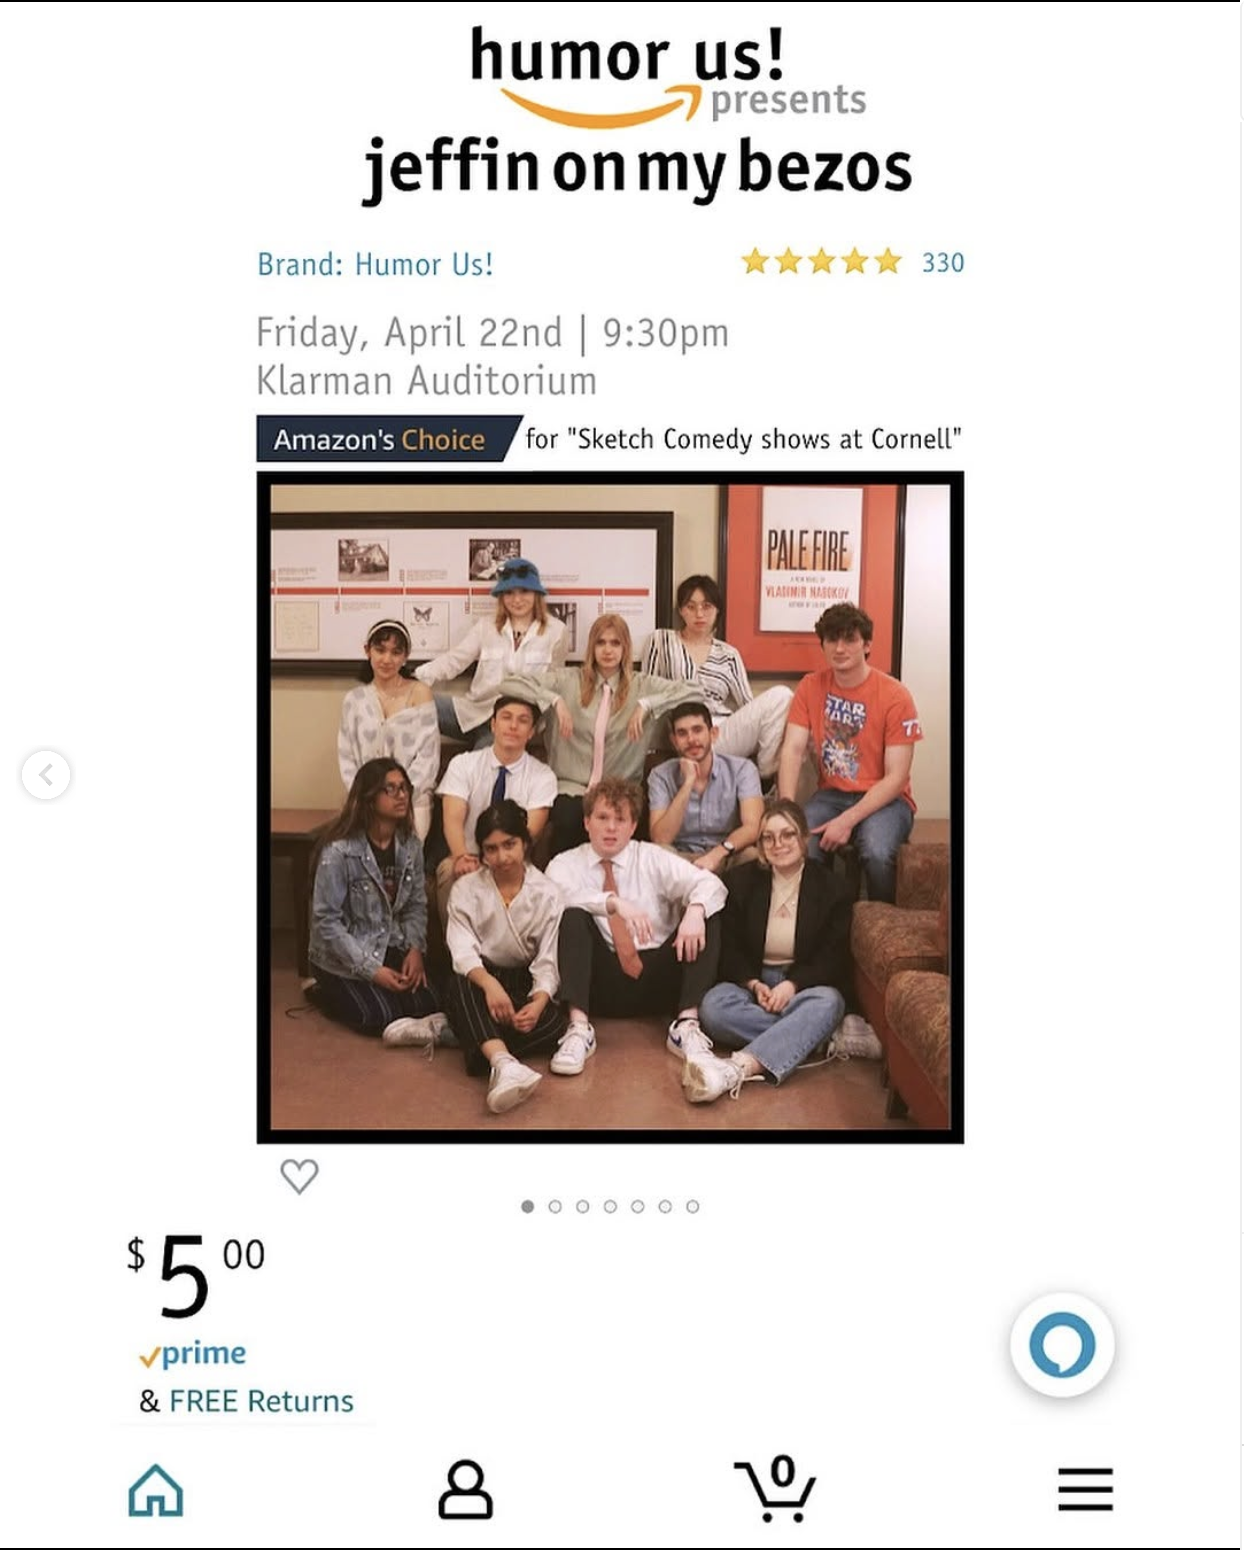 humor us!
presents
jeffin on my bezos
Brand: Humor Us!
330
Friday, April 22nd | 9:30pm
Klarman Auditorium
Amazon's Choice for "Sketch Comedy shows at Cornell"
PALE FIRE
VLADIMIR NABOKOV
STAR
WARS
77
$5 00
prime
& FREE Returns
0